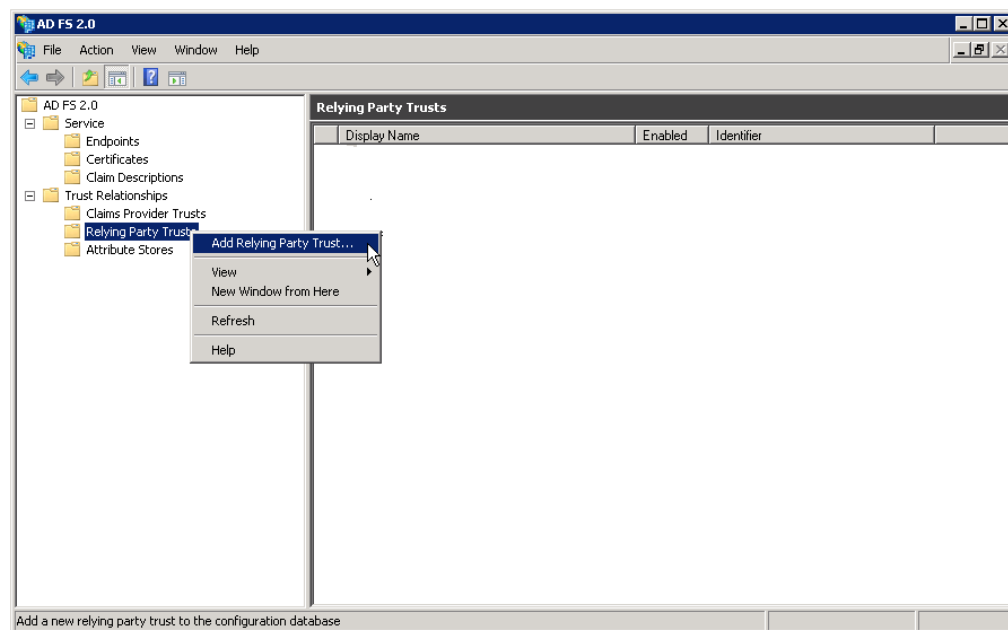 AD FS 2.0
File Action View Window Help
AD FS 2.0
Service
Endpoints
Certificates
Claim Descriptions
Trust Relationships
Claims Provider Trusts
Relying Party Trusts
Attribute Stores
Relying Party Trusts
Display Name Enabled Identifier
Add Relying Party Trust...
View
New Window from Here
Refresh
Help
Add a new relying party trust to the configuration database